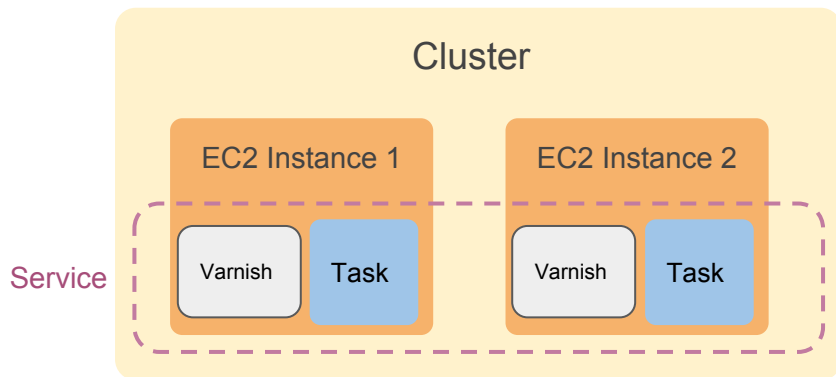 Cluster
EC2 Instance 1
EC2 Instance 2
Service
Varnish
Task
Varnish
Task